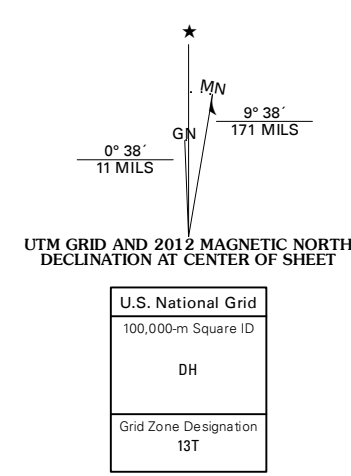 ★
MN
GN
9° 38´
171 MILS
0° 38´
11 MILS
UTM GRID AND 2012 MAGNETIC NORTH
DECLINATION AT CENTER OF SHEET
U.S. National Grid
100,000-m Square ID
DH
Grid Zone Designation
13T